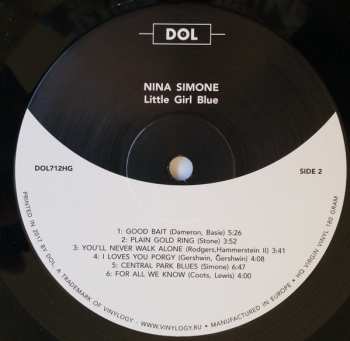 DOL
NINA SIMONE
Little Girl Blue
DOL712HG
SIDE 2
1: GOOD BAIT (Dameron, Basie) 5:26
2: PLAIN GOLD RING (Stone) 3:52
3: YOU'LL NEVER WALK ALONE (Rodgers,Hammerstein II) 3:41
4: I LOVES YOU PORGY (Gershwin, Gershwin) 4:08
5: CENTRAL PARK BLUES (Simone) 6:47
6: FOR ALL WE KNOW (Coots, Lewis) 4:00
PRINTED IN 2017 BY DOL, A TRADEMARK OF VINYLOGY • WWW.VINYLOGY.RU • MANUFACTURED IN EUROPE • HQ VIRGIN VINYL 180 GRAM